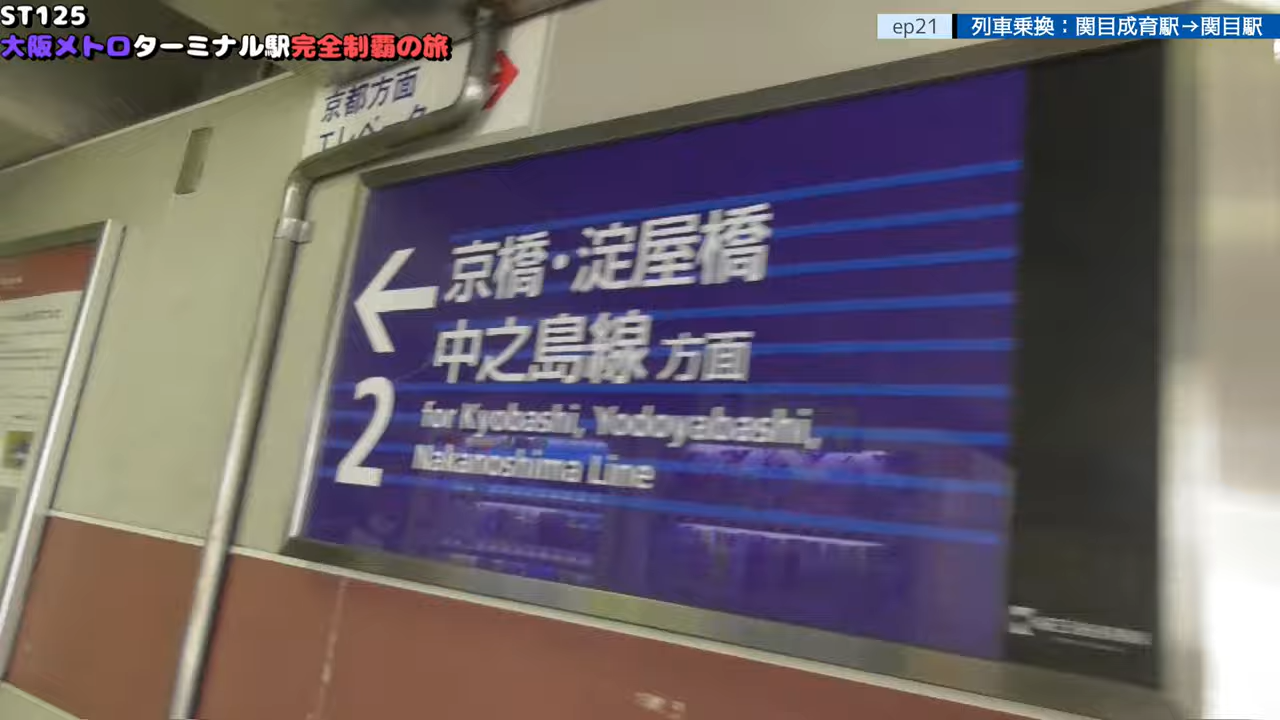 ST125
大阪メトロターミナル駅完全制覇の旅
ep21 列車乗換：関目成育駅→関目駅
京都方面
エレベータ
← 京橋・淀屋橋
中之島線 方面
2
for Kyobashi, Yodoyabashi,
Nakanoshima Line